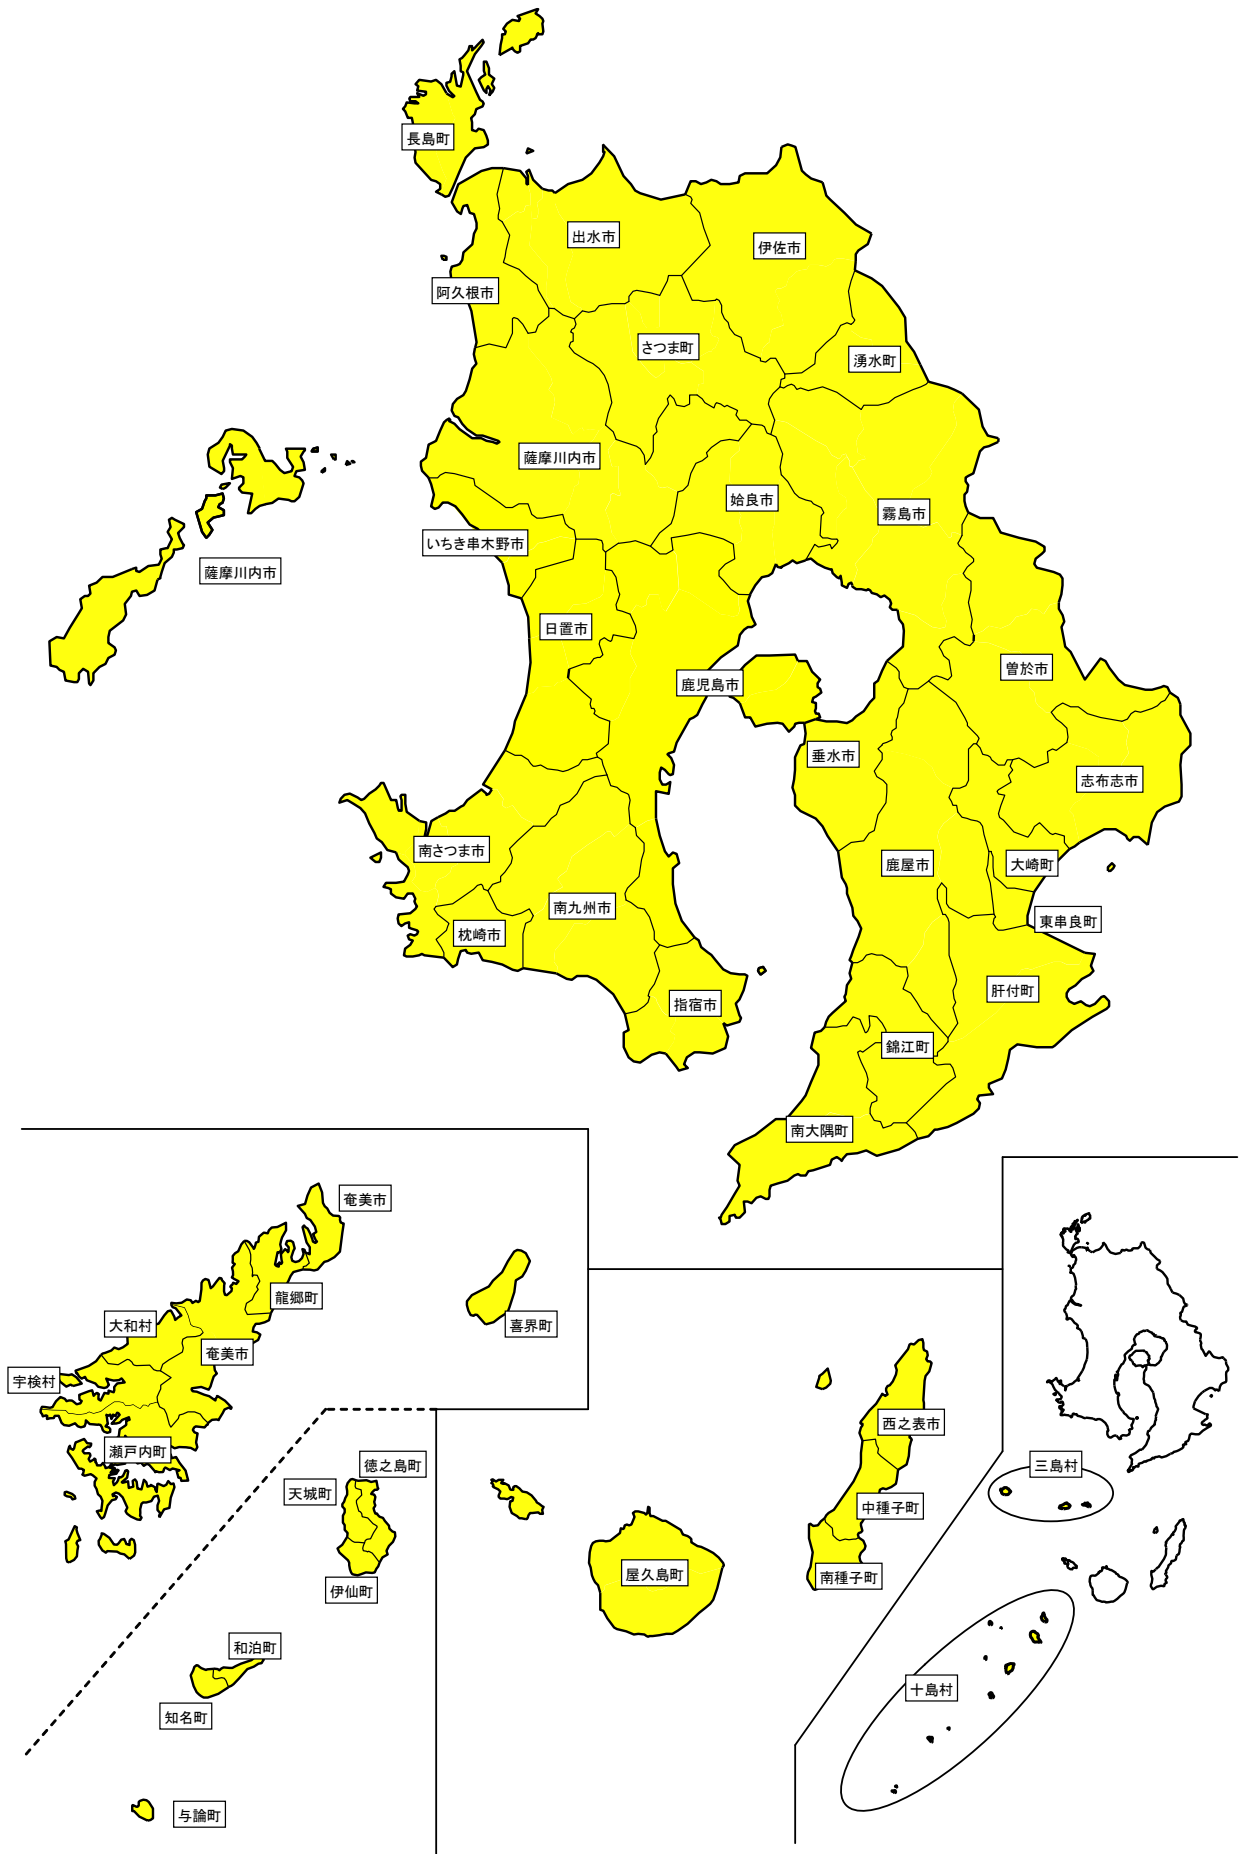 長島町
出水市
伊佐市
阿久根市
さつま町
湧水町
薩摩川内市
姶良市
霧島市
いちき串木野市
薩摩川内市
日置市
曽於市
鹿児島市
垂水市
志布志市
南さつま市
鹿屋市
大崎町
南九州市
東串良町
枕崎市
肝付町
指宿市
錦江町
南大隅町
奄美市
龍郷町
大和村
喜界町
奄美市
宇検村
瀬戸内町
徳之島町
天城町
伊仙町
和泊町
知名町
与論町
西之表市
中種子町
屋久島町
南種子町
三島村
十島村